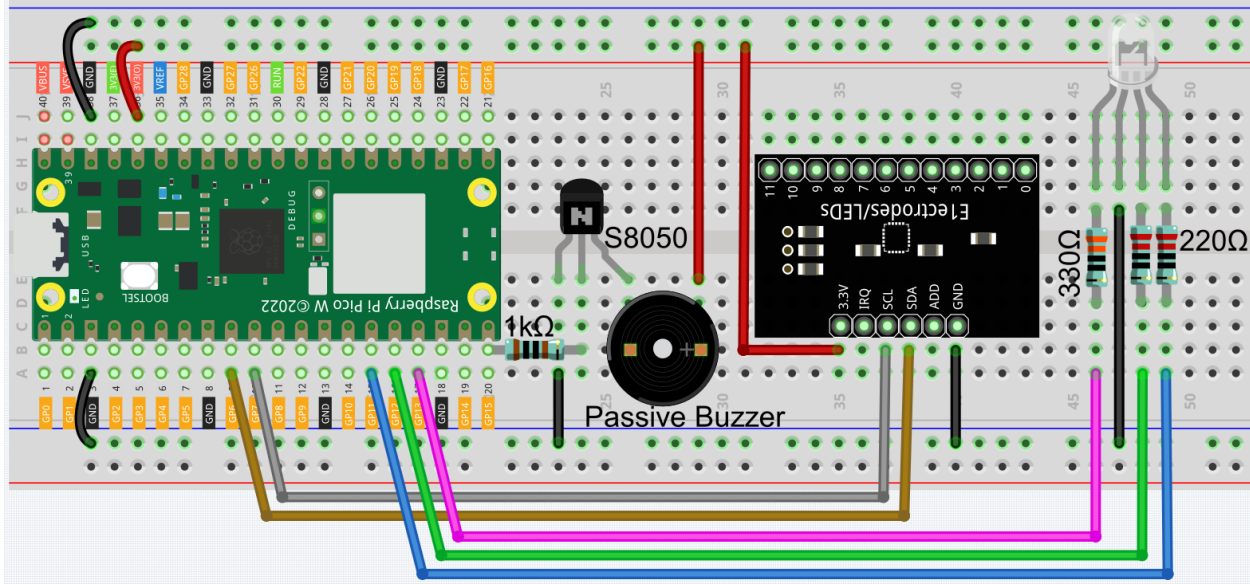 VBUS VSYS GND 3V3(O) VREF GP28 GND GP27 GP26 RUN GP22 GND GP21 GP20 GP19 GP18 GND GP17 GP16
40 39 38 37 36 35 34 33 32 31 30 29 28 27 26 25 24 23 22 21
25 30 35 40 45 50
J
I
H
G
F
E
D
C
B
A
39
USB
BOOTSEL
LED
1
2
DEBUG
Raspberry Pi Pico W ©2022
S8050
1kΩ
Passive Buzzer
11 10 9 8 7 6 5 4 3 2 1 0
E1ectrodes/LEDs
3.3V IRQ SCL SDA ADD GND
330Ω
220Ω
1 2 3 4 5 6 7 8 9 10 11 12 13 14 15 16 17 18 19 20
GP0 GP1 GND GP2 GP3 GP4 GP5 GND GP6 GP7 GP8 GP9 GND GP10 GP11 GP12 GP13 GND GP14 GP15
35 40 45 50